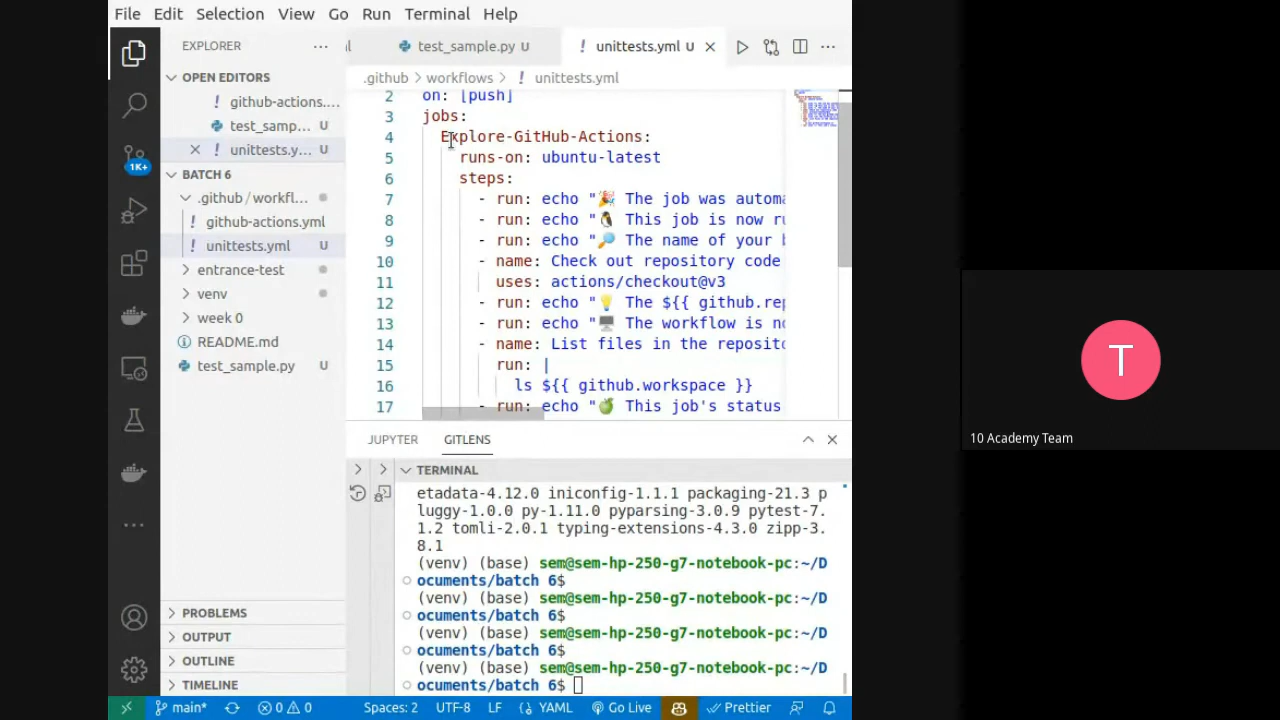 File Edit Selection View Go Run Terminal Help
EXPLORER
OPEN EDITORS
github-actions....
test_samp... U
unittests.y... U
BATCH 6
.github / workfl...
github-actions.yml
unittests.yml U
entrance-test
venv
week 0
README.md
test_sample.py U
PROBLEMS
OUTPUT
OUTLINE
TIMELINE
1K+
test_sample.py U
unittests.yml U
.github > workflows > unittests.yml
2 on: [push]
3 jobs:
4 Explore-GitHub-Actions:
5 runs-on: ubuntu-latest
6 steps:
7 - run: echo "🎉 The job was automa
8 - run: echo "🐧 This job is now ru
9 - run: echo "🔎 The name of your b
10 - name: Check out repository code
11 uses: actions/checkout@v3
12 - run: echo "💡 The ${{ github.rep
13 - run: echo "🖥️ The workflow is no
14 - name: List files in the reposito
15 run: |
16 ls ${{ github.workspace }}
17 - run: echo "🍏 This job's status
JUPYTER GITLENS
TERMINAL
etadata-4.12.0 iniconfig-1.1.1 packaging-21.3 p
luggy-1.0.0 py-1.11.0 pyparsing-3.0.9 pytest-7.
1.2 tomli-2.0.1 typing-extensions-4.3.0 zipp-3.
8.1
(venv) (base) sem@sem-hp-250-g7-notebook-pc:~/D
ocuments/batch 6$
(venv) (base) sem@sem-hp-250-g7-notebook-pc:~/D
ocuments/batch 6$
(venv) (base) sem@sem-hp-250-g7-notebook-pc:~/D
ocuments/batch 6$
(venv) (base) sem@sem-hp-250-g7-notebook-pc:~/D
ocuments/batch 6$
main* 0 0 Spaces: 2 UTF-8 LF YAML Go Live Prettier
T
10 Academy Team